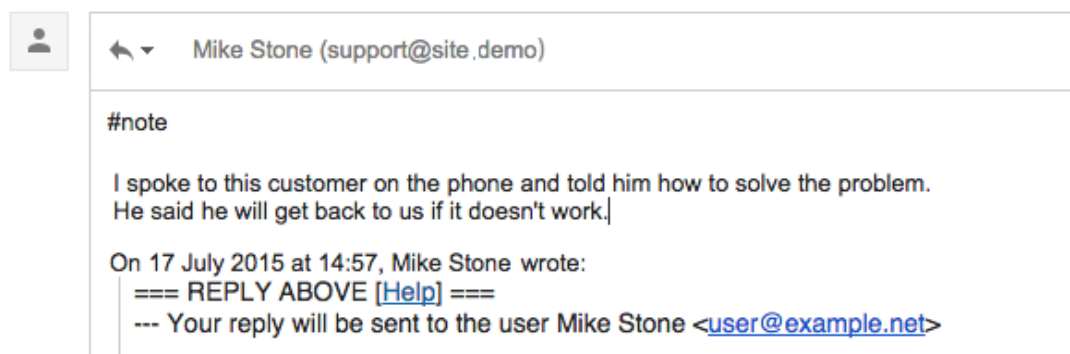 Mike Stone (support@site.demo)
#note
I spoke to this customer on the phone and told him how to solve the problem.
He said he will get back to us if it doesn't work.
On 17 July 2015 at 14:57, Mike Stone wrote:
=== REPLY ABOVE [Help] ===
--- Your reply will be sent to the user Mike Stone <user@example.net>